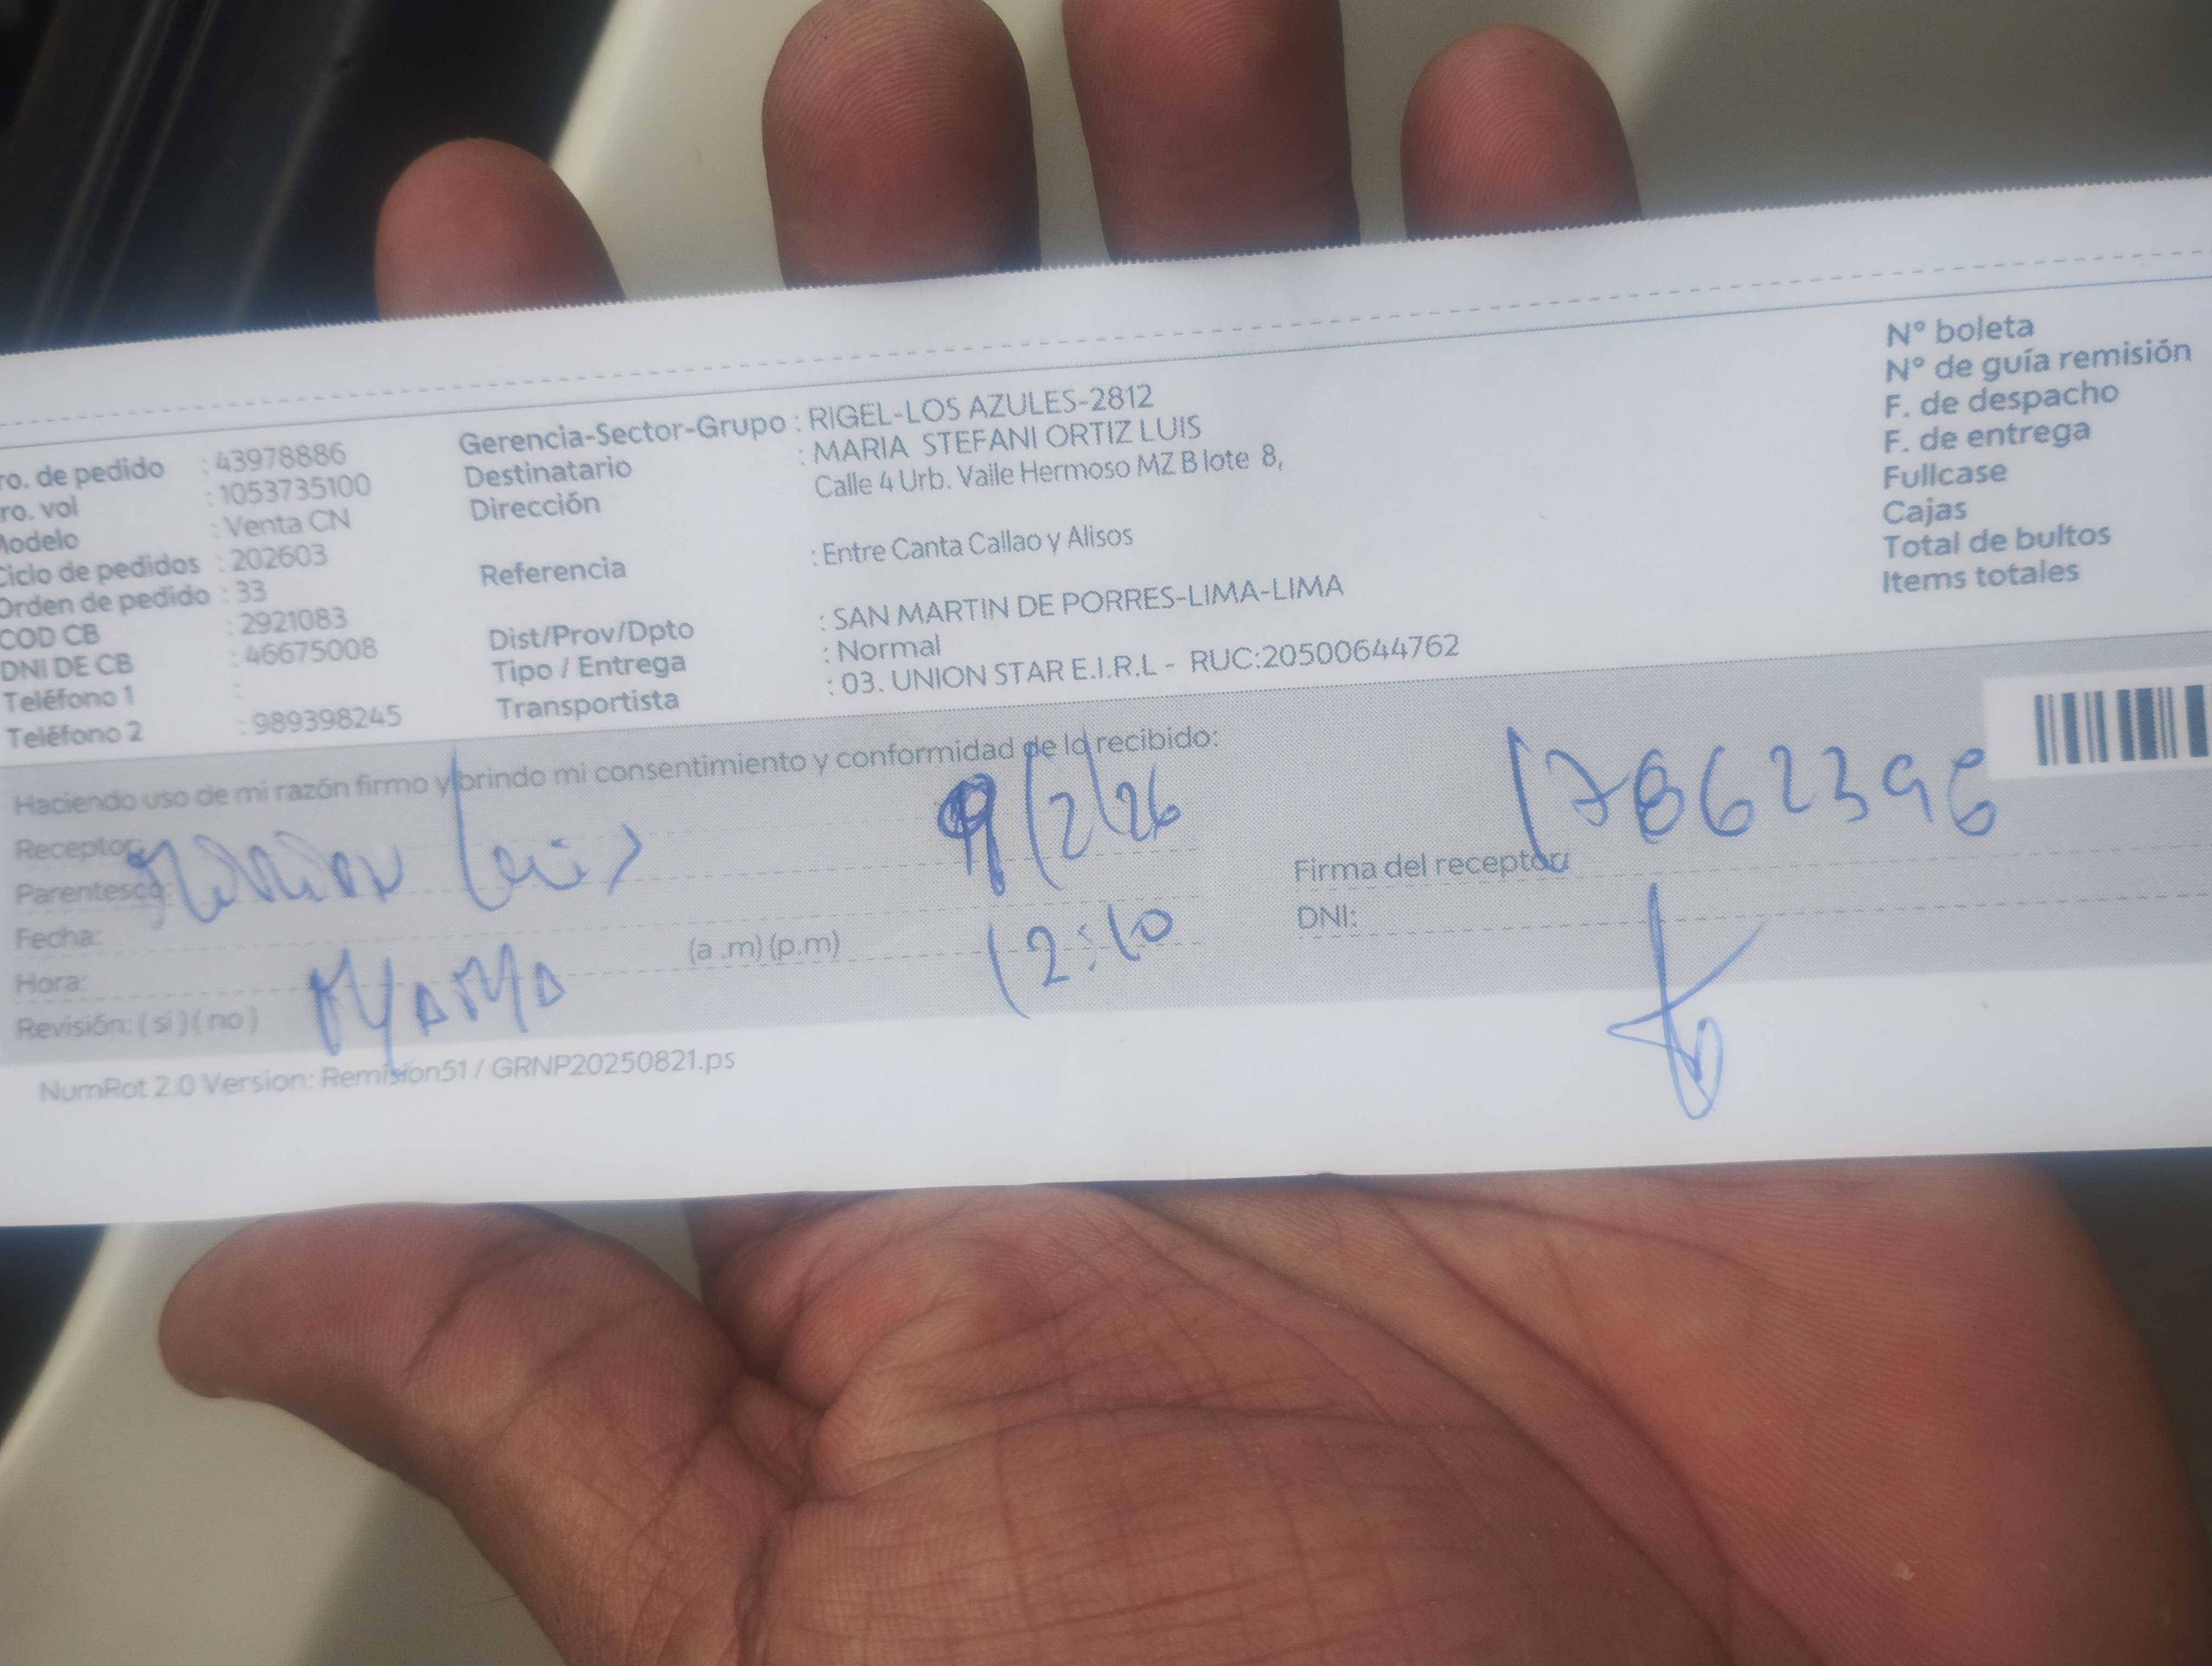 ro. de pedido : 43978886
ro. vol : 1053735100
Modelo : Venta CN
Ciclo de pedidos : 202603
Orden de pedido : 33
COD CB : 2921083
DNI DE CB : 46675008
Teléfono 1 :
Teléfono 2 : 989398245
Gerencia-Sector-Grupo : RIGEL-LOS AZULES-2812
Destinatario : MARIA STEFANI ORTIZ LUIS
Dirección Calle 4 Urb. Valle Hermoso MZ B lote 8,
Referencia : Entre Canta Callao y Alisos
Dist/Prov/Dpto : SAN MARTIN DE PORRES-LIMA-LIMA
Tipo / Entrega : Normal
Transportista : 03. UNION STAR E.I.R.L - RUC:20500644762
N° boleta
N° de guía remisión
F. de despacho
F. de entrega
Fullcase
Cajas
Total de bultos
Items totales
Haciendo uso de mi razón firmo y brindo mi consentimiento y conformidad de lo recibido:
Receptor:
Parentesco:
Fecha: 9/2/26
Hora: (a .m) (p.m) 12:10
Revisión: ( si ) ( no ) MAMA
Firma del receptor:
DNI: 17862396
NumRot 2.0 Version: Remision51 / GRNP20250821.ps